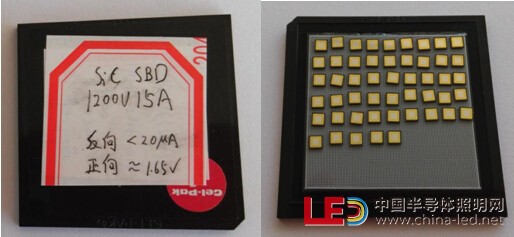 SiC SBD
1200V 15A
反向 <20μA
正向 ≈1.65V
Gel-Pak
LED 中国半导体照明网
www.china-led.net